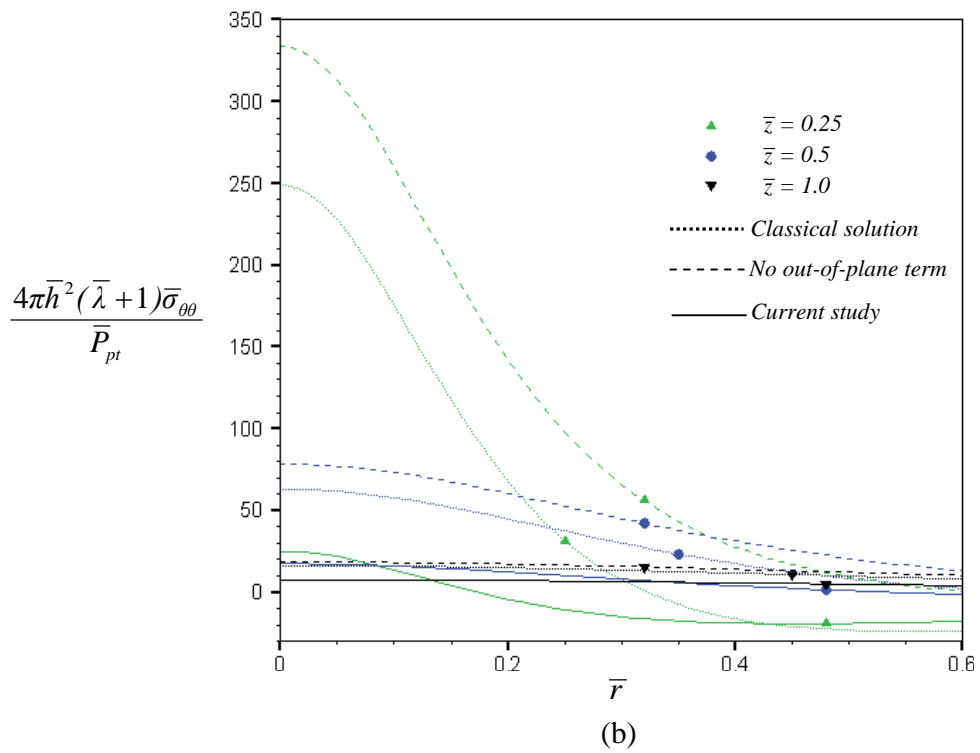 350
300
250
200
150
100
50
0
4πh̅²(λ̅+1)σ̅θθ
P̅pt
z̅ = 0.25
z̅ = 0.5
z̅ = 1.0
Classical solution
No out-of-plane term
Current study
0 0.2 0.4 0.6
r̅
(b)